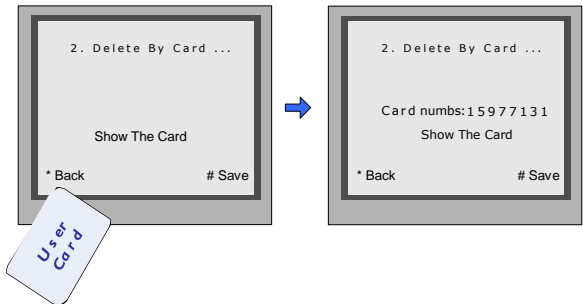 2. Delete By Card ...
Show The Card
* Back # Save
User
Card
2. Delete By Card ...
Card numbs:15977131
Show The Card
* Back # Save